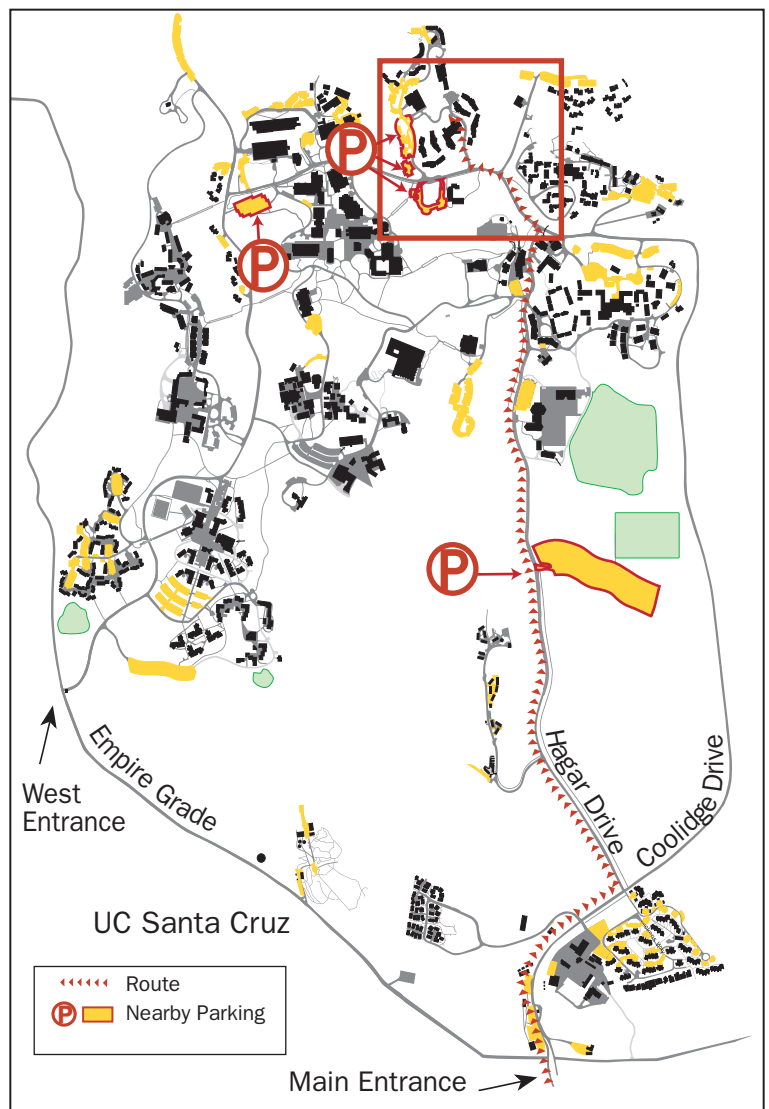 P
P
P
West
Entrance
Empire Grade
Hagar Drive
Coolidge Drive
UC Santa Cruz
Route
P Nearby Parking
Main Entrance